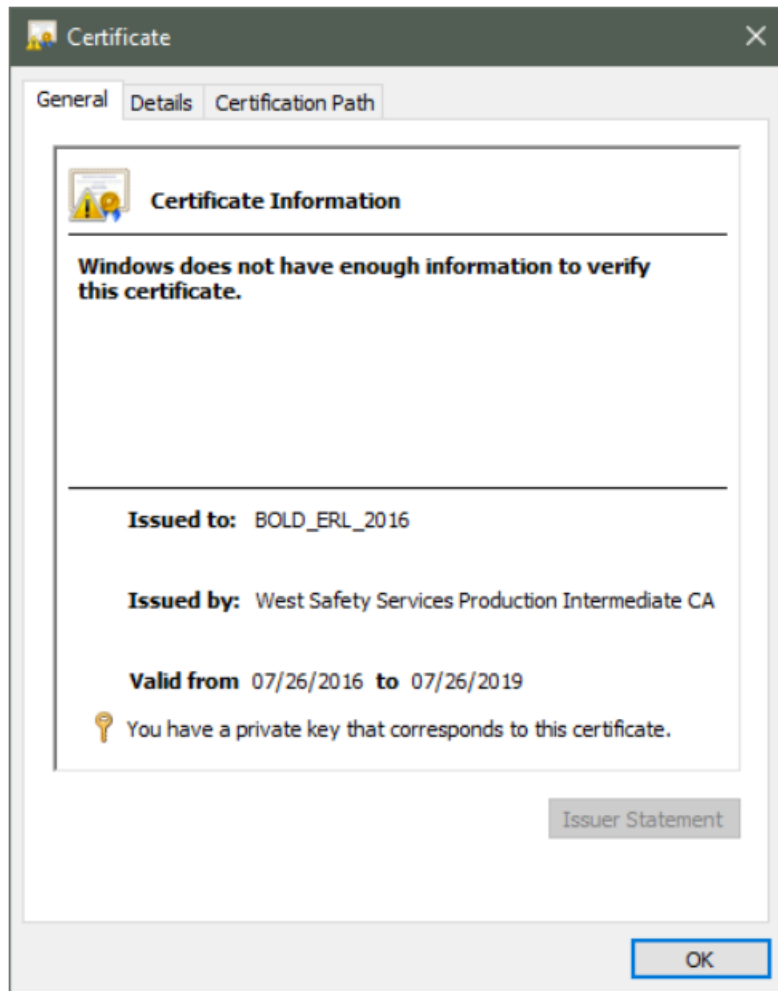 Certificate
General Details Certification Path
Certificate Information
Windows does not have enough information to verify
this certificate.
Issued to: BOLD_ERL_2016
Issued by: West Safety Services Production Intermediate CA
Valid from 07/26/2016 to 07/26/2019
You have a private key that corresponds to this certificate.
Issuer Statement
OK